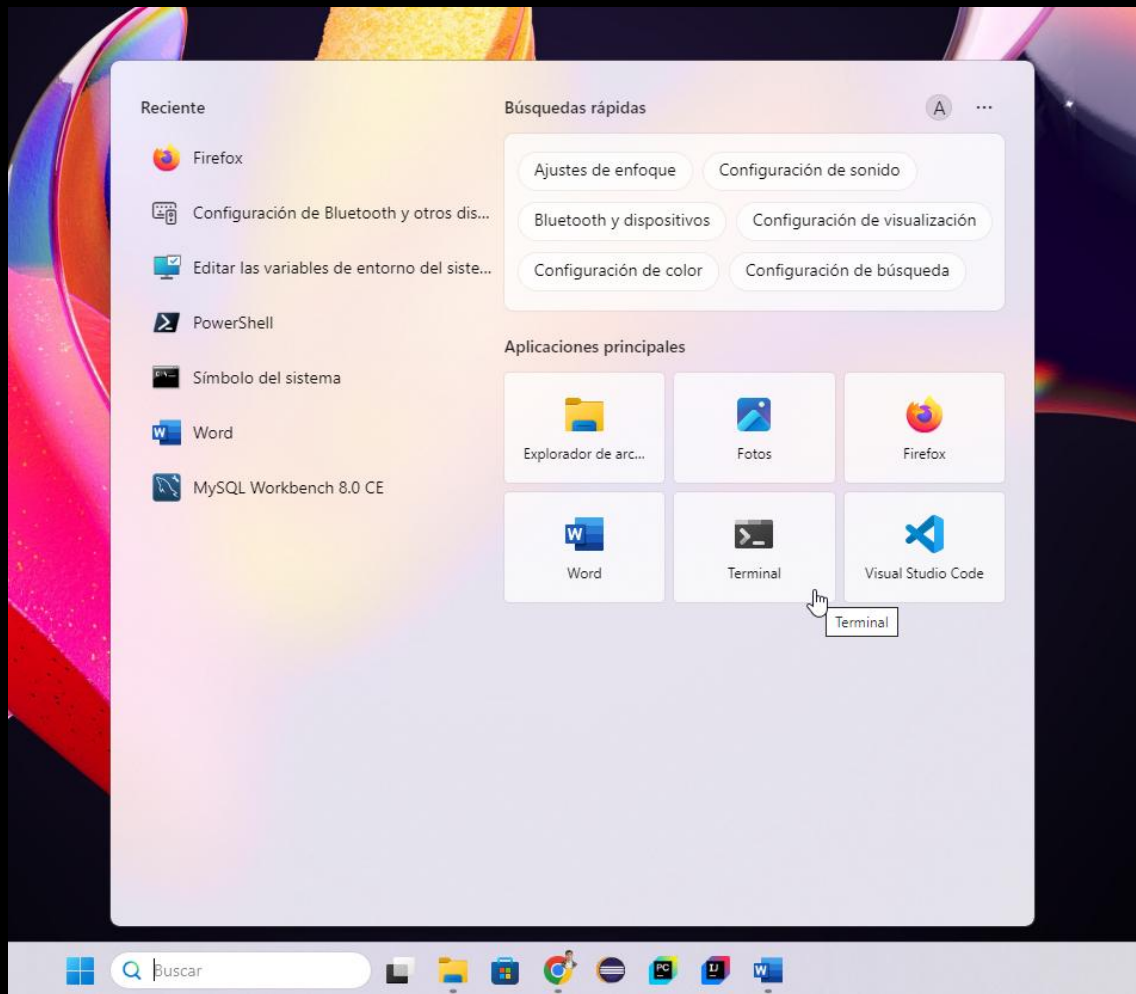 Reciente
Firefox
Configuración de Bluetooth y otros dis...
Editar las variables de entorno del siste...
PowerShell
Símbolo del sistema
Word
MySQL Workbench 8.0 CE
Búsquedas rápidas
A
Ajustes de enfoque
Configuración de sonido
Bluetooth y dispositivos
Configuración de visualización
Configuración de color
Configuración de búsqueda
Aplicaciones principales
Explorador de arc...
Fotos
Firefox
Word
Terminal
Visual Studio Code
Terminal
Buscar